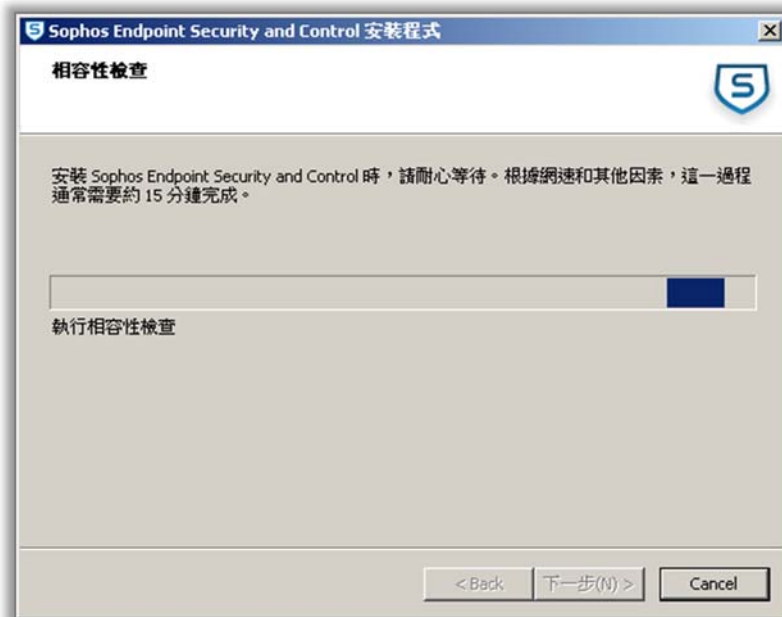 Sophos Endpoint Security and Control 安裝程式
相容性檢查
安裝 Sophos Endpoint Security and Control 時，請耐心等待。根據網速和其他因素，這一過程
通常需要約 15 分鐘完成。
執行相容性檢查
< Back 下一步(N) > Cancel